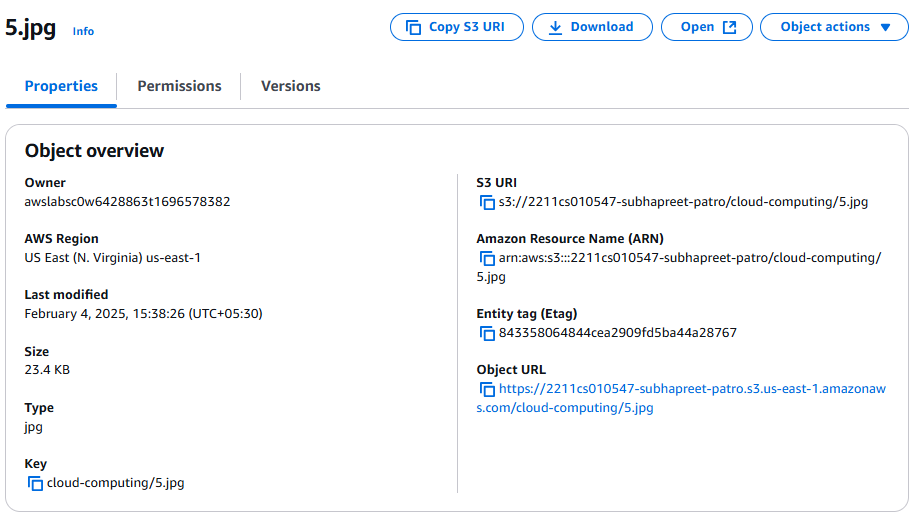 5.jpg Info Copy S3 URI Download Open Object actions
Properties Permissions Versions
Object overview
Owner
awslabsc0w6428863t1696578382
AWS Region
US East (N. Virginia) us-east-1
Last modified
February 4, 2025, 15:38:26 (UTC+05:30)
Size
23.4 KB
Type
jpg
Key
cloud-computing/5.jpg
S3 URI
s3://2211cs010547-subhapreet-patro/cloud-computing/5.jpg
Amazon Resource Name (ARN)
arn:aws:s3:::2211cs010547-subhapreet-patro/cloud-computing/
5.jpg
Entity tag (Etag)
843358064844cea2909fd5ba44a28767
Object URL
https://2211cs010547-subhapreet-patro.s3.us-east-1.amazonaw
s.com/cloud-computing/5.jpg